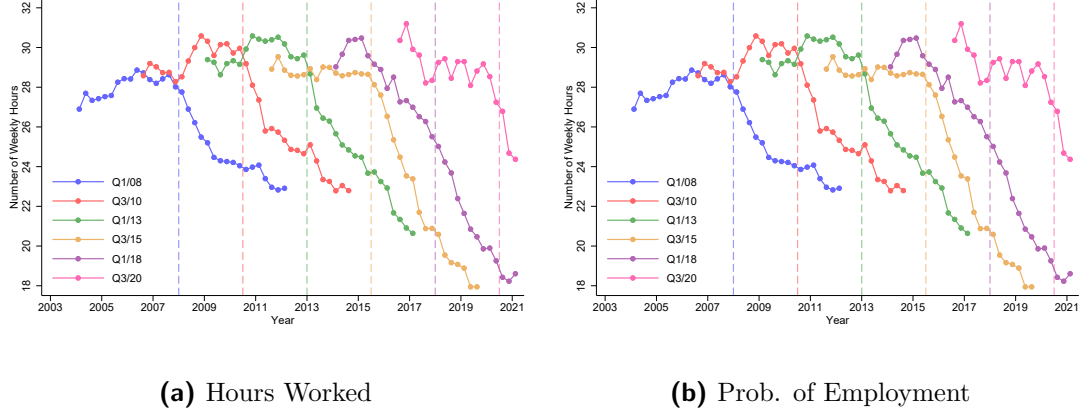 32
30
28
26
24
22
20
18
Number of Weekly Hours
Q1/08
Q3/10
Q1/13
Q3/15
Q1/18
Q3/20
2003 2005 2007 2009 2011 2013 2015 2017 2019 2021
Year
(a) Hours Worked
32
30
28
26
24
22
20
18
Number of Weekly Hours
Q1/08
Q3/10
Q1/13
Q3/15
Q1/18
Q3/20
2003 2005 2007 2009 2011 2013 2015 2017 2019 2021
Year
(b) Prob. of Employment